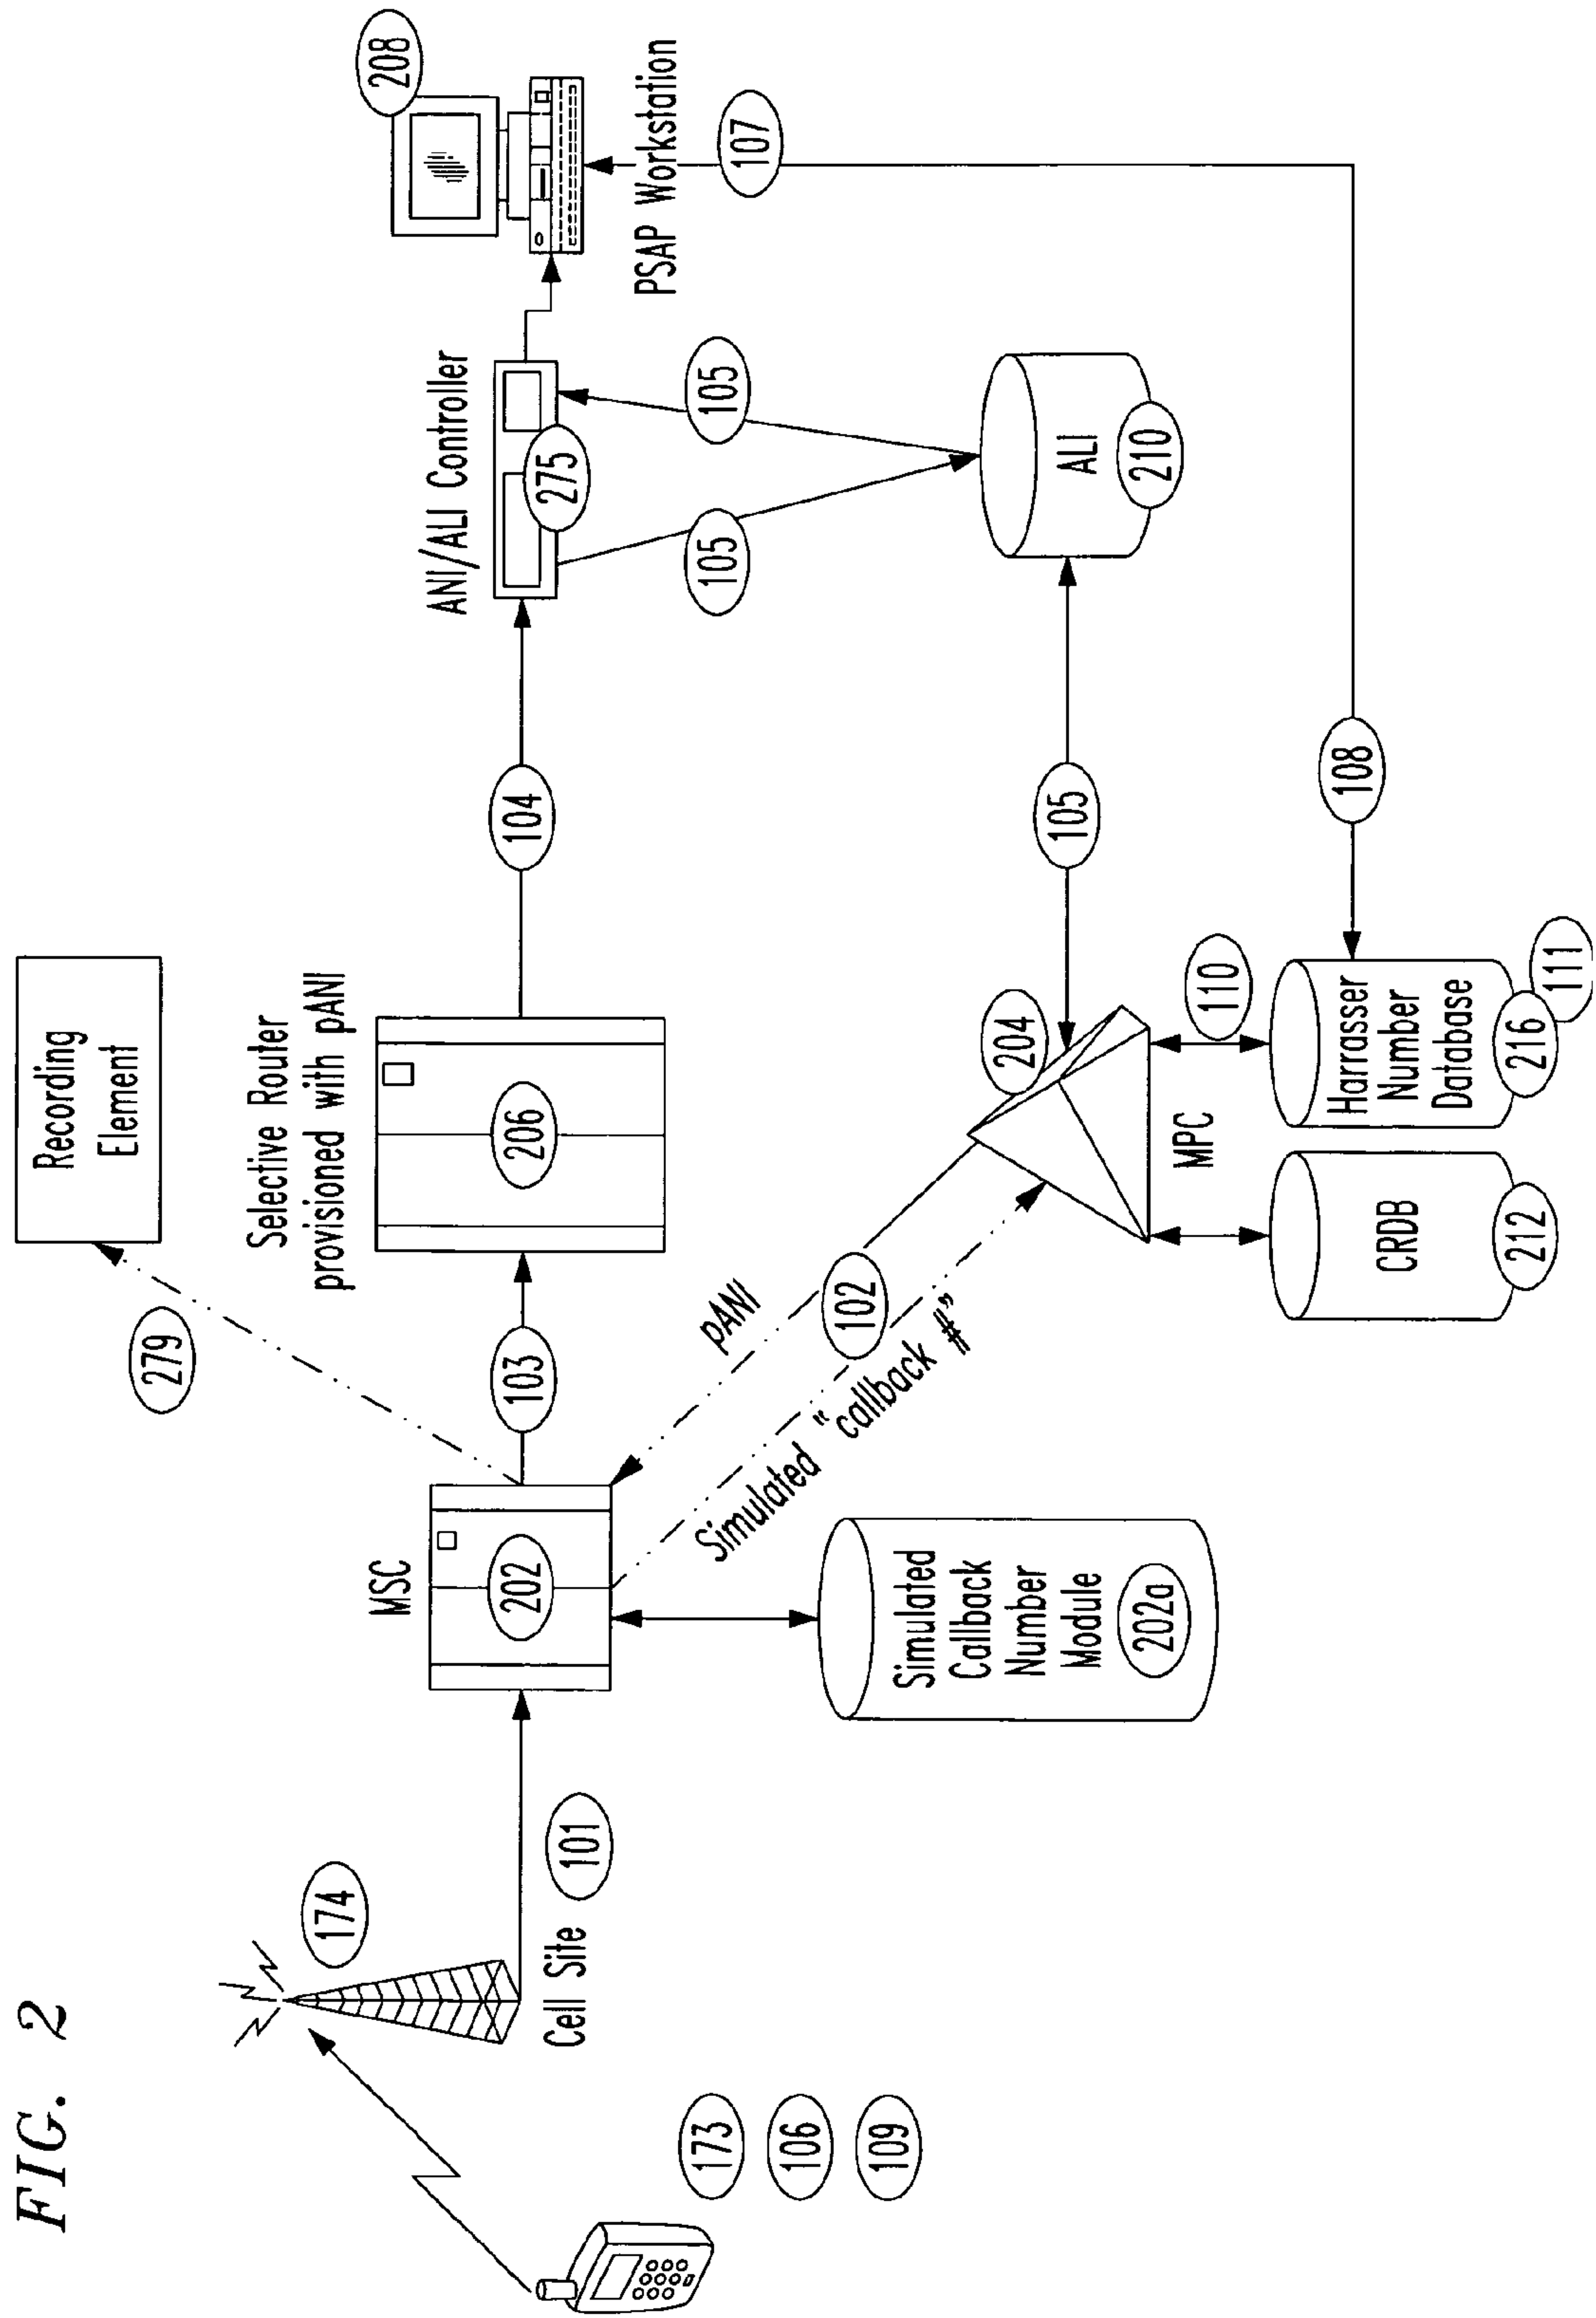 FIG. 2
Recording
Element
279
Selective Router
provisioned with pANI
206
208
PSAP Workstation
107
174
Cell Site
101
MSC
202
103
104
ANI/ALI Controller
275
105
105
173
106
109
Simulated
Callback
Number
Module
202a
pANI
102
Simulated "callback #"
204
MPC
105
ALI
210
110
CRDB
212
Harrasser
Number
Database
216
111
108